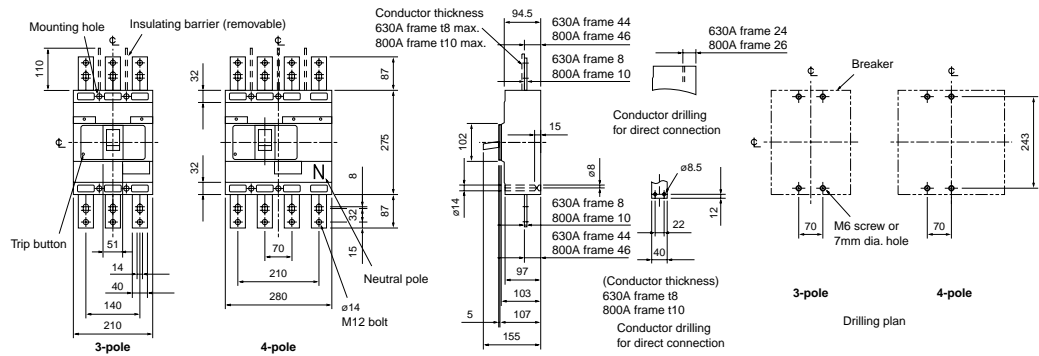 Mounting hole
Insulating barrier (removable)
℄
℄
110
32
32
51
14
40
140
210
3-pole
Trip button
℄
87
275
87
32
8
32
15
N
70
210
280
Neutral pole
ø14
M12 bolt
4-pole
Conductor thickness
630A frame t8 max.
800A frame t10 max.
94.5
630A frame 44
800A frame 46
630A frame 8
800A frame 10
102
15
ø8
ø14
630A frame 8
800A frame 10
630A frame 44
800A frame 46
97
103
107
5
155
630A frame 24
800A frame 26
Conductor drilling
for direct connection
ø8.5
12
22
40
(Conductor thickness)
630A frame t8
800A frame t10
Conductor drilling
for direct connection
℄
Breaker
℄
℄
243
70
70
M6 screw or
7mm dia. hole
3-pole
4-pole
Drilling plan